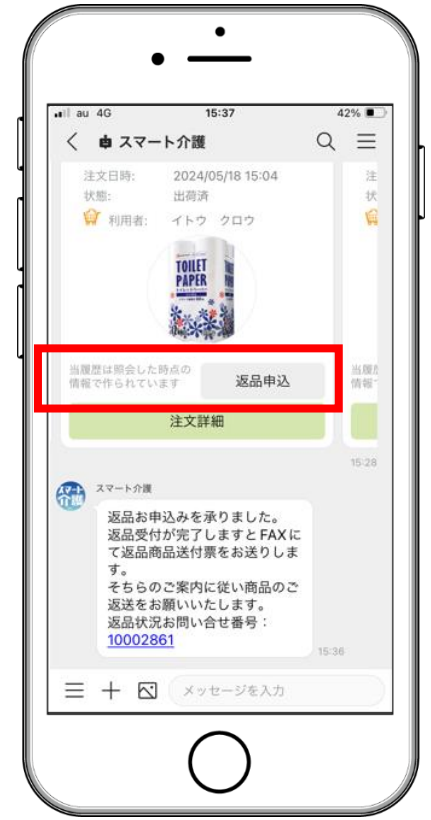 au 4G 15:37 42%
スマート介護
注文日時: 2024/05/18 15:04
状態: 出荷済
利用者: イトウ クロウ
TOILET
PAPER
当履歴は照会した時点の
情報で作られています
返品申込
注文詳細
注
状
当履
情報
15:28
スマート
介護
スマート介護
返品お申込みを承りました。
返品受付が完了しますとFAXに
て返品商品送付票をお送りしま
す。
そちらのご案内に従い商品のご
返送をお願いいたします。
返品状況お問い合せ番号:
10002861
15:36
メッセージを入力